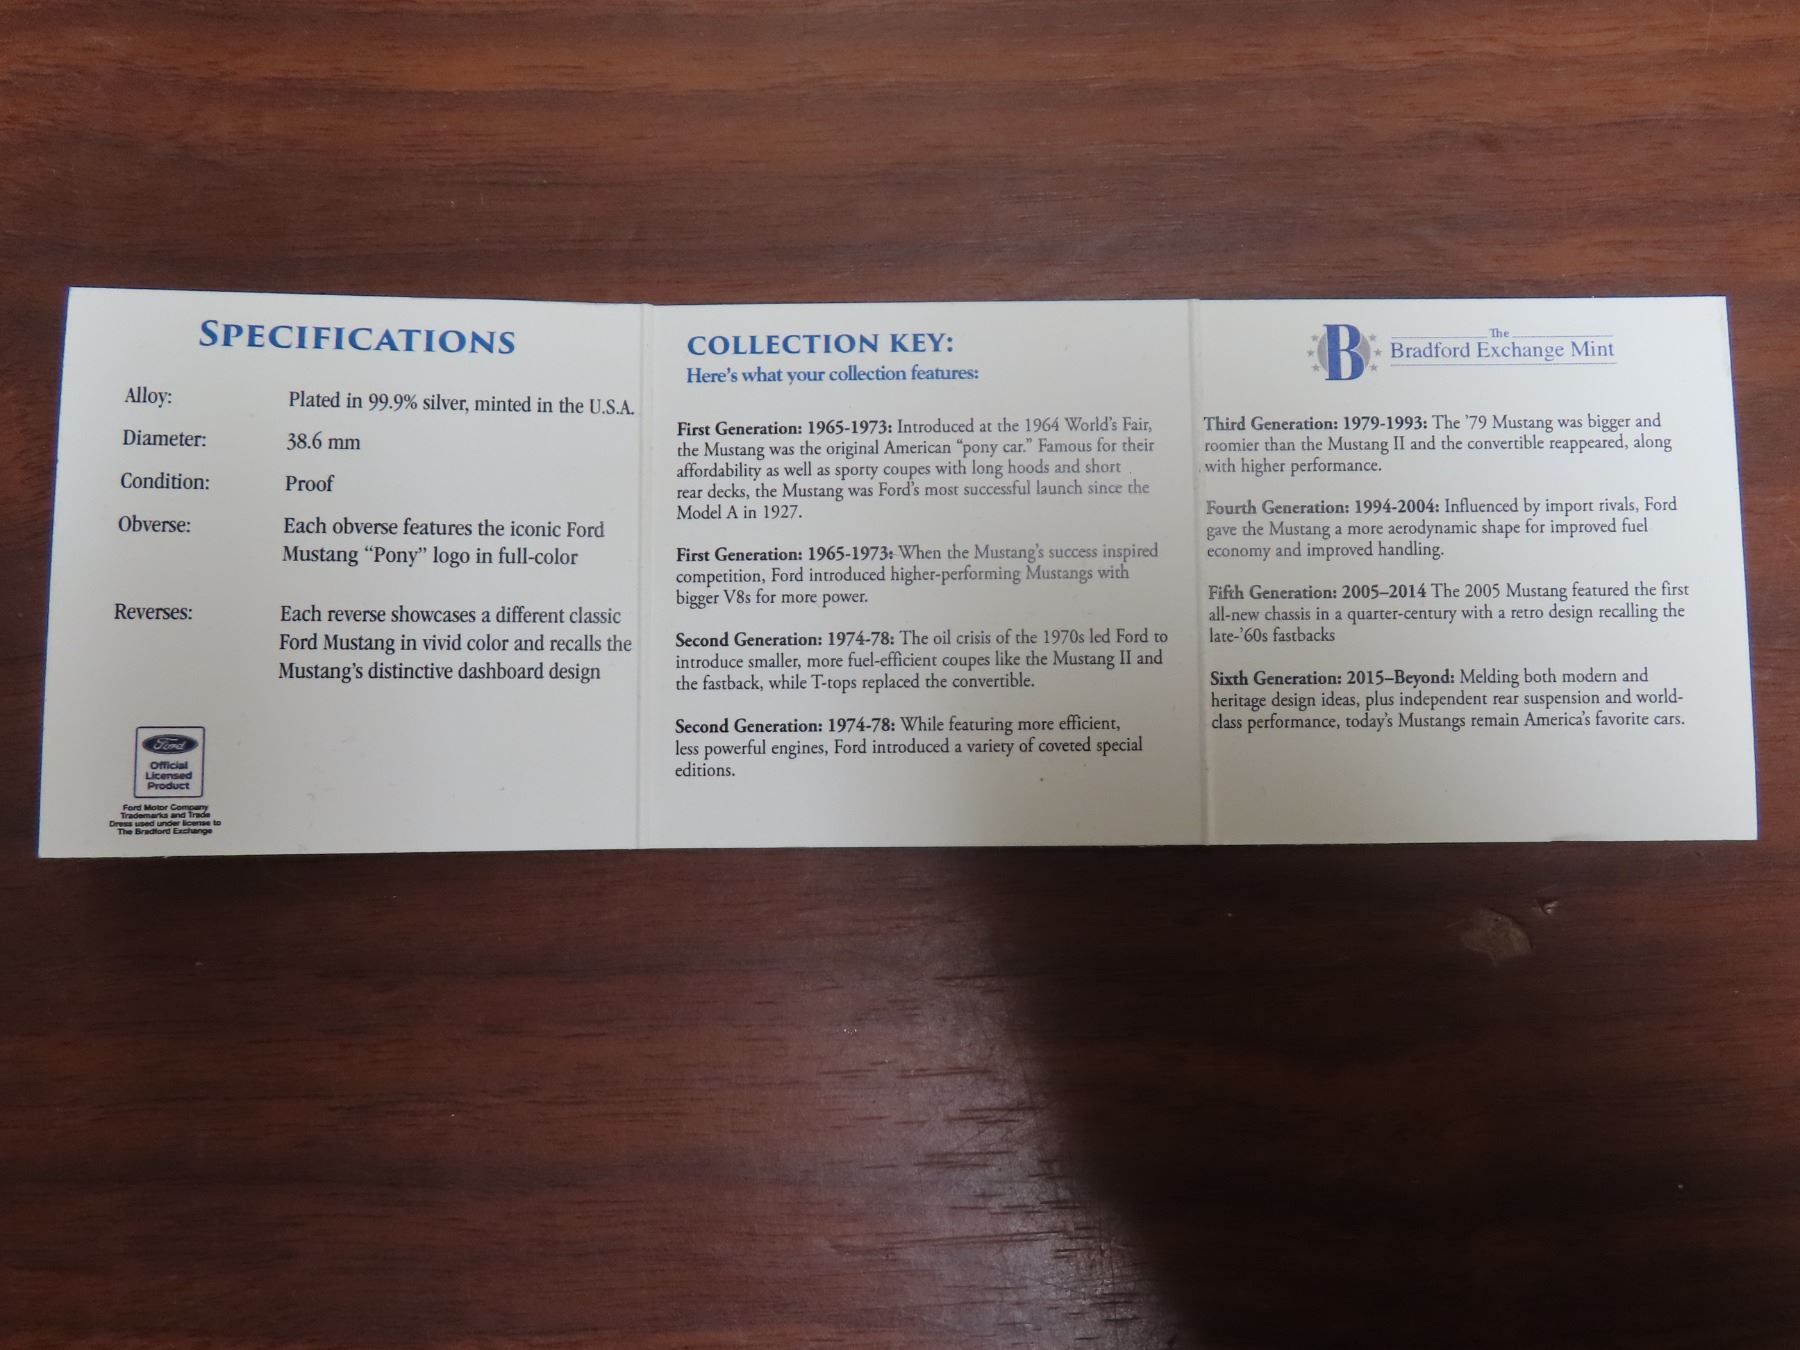 SPECIFICATIONS
Alloy: Plated in 99.9% silver, minted in the U.S.A.
Diameter: 38.6 mm
Condition: Proof
Obverse: Each obverse features the iconic Ford
Mustang “Pony” logo in full-color
Reverses: Each reverse showcases a different classic
Ford Mustang in vivid color and recalls the
Mustang’s distinctive dashboard design
Ford
Official
Licensed
Product
Ford Motor Company
Trademarks and Trade
Dress used under license to
The Bradford Exchange
COLLECTION KEY:
Here’s what your collection features:
First Generation: 1965-1973: Introduced at the 1964 World’s Fair,
the Mustang was the original American “pony car.” Famous for their
affordability as well as sporty coupes with long hoods and short
rear decks, the Mustang was Ford’s most successful launch since the
Model A in 1927.
First Generation: 1965-1973: When the Mustang’s success inspired
competition, Ford introduced higher-performing Mustangs with
bigger V8s for more power.
Second Generation: 1974-78: The oil crisis of the 1970s led Ford to
introduce smaller, more fuel-efficient coupes like the Mustang II and
the fastback, while T-tops replaced the convertible.
Second Generation: 1974-78: While featuring more efficient,
less powerful engines, Ford introduced a variety of coveted special
editions.
B
The
Bradford Exchange Mint
Third Generation: 1979-1993: The ’79 Mustang was bigger and
roomier than the Mustang II and the convertible reappeared, along
with higher performance.
Fourth Generation: 1994-2004: Influenced by import rivals, Ford
gave the Mustang a more aerodynamic shape for improved fuel
economy and improved handling.
Fifth Generation: 2005–2014 The 2005 Mustang featured the first
all-new chassis in a quarter-century with a retro design recalling the
late-’60s fastbacks
Sixth Generation: 2015–Beyond: Melding both modern and
heritage design ideas, plus independent rear suspension and world-
class performance, today’s Mustangs remain America’s favorite cars.